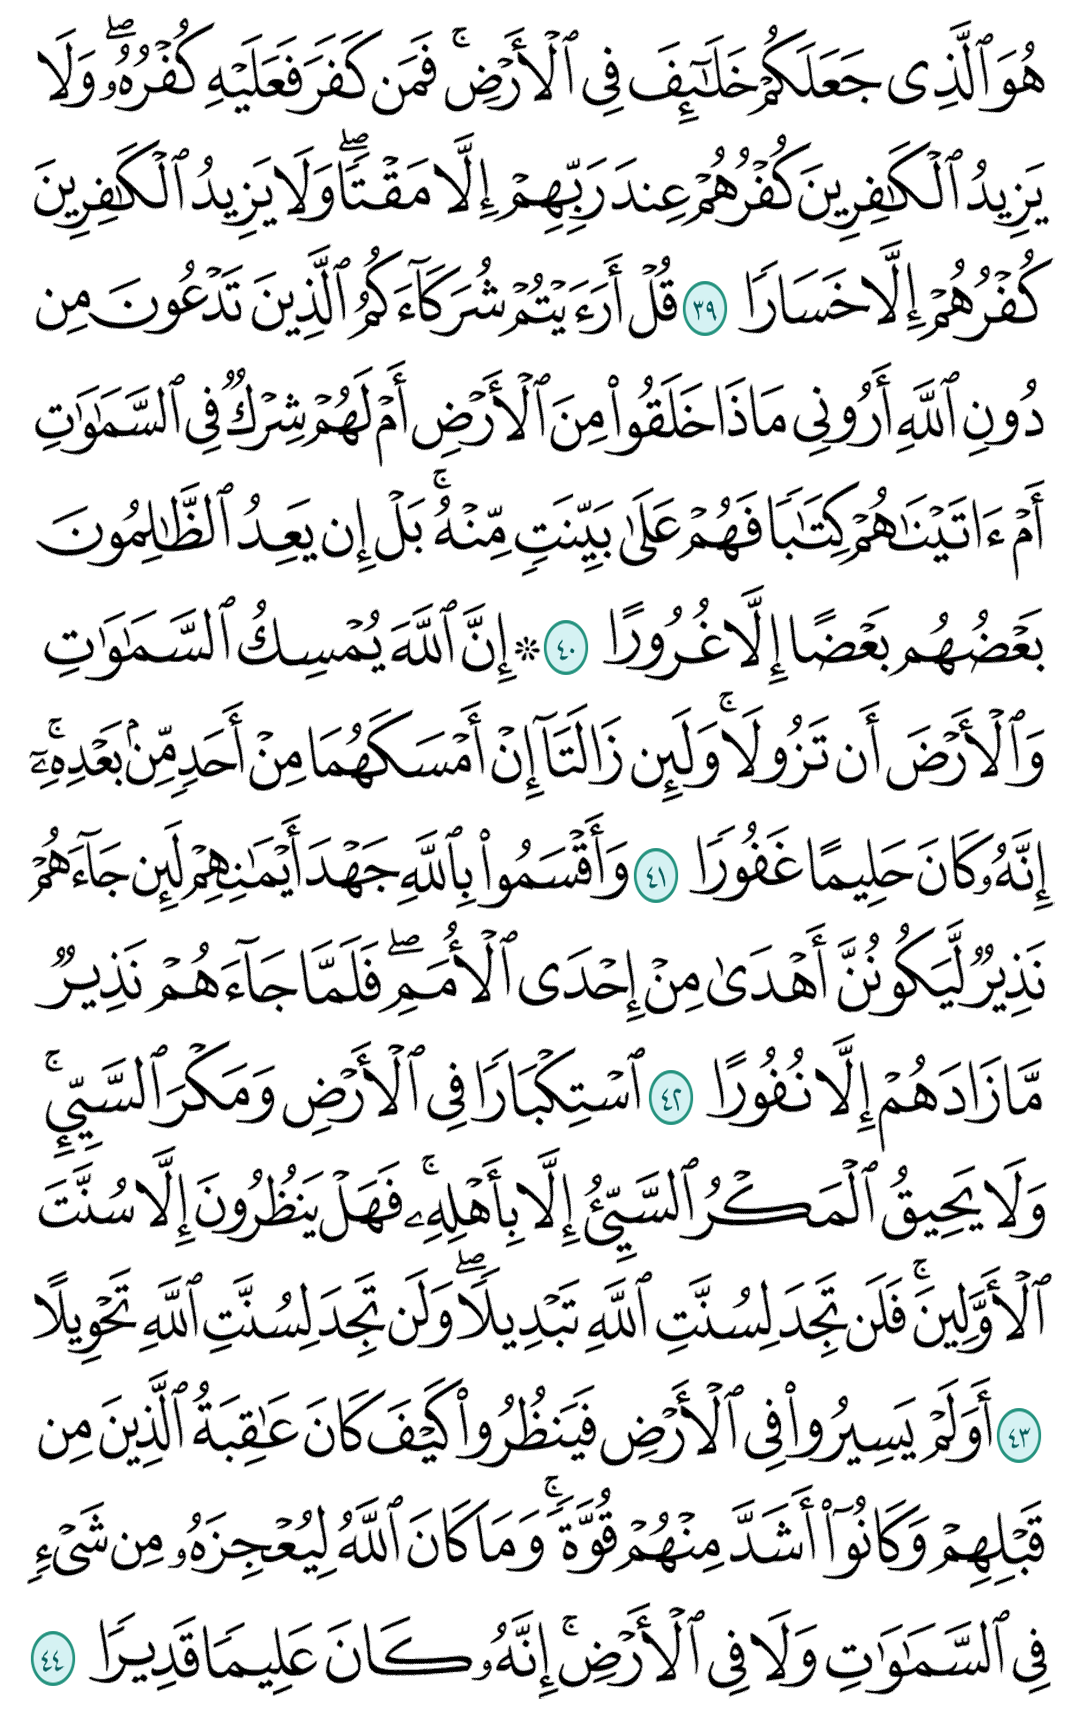 هُوَ ٱلَّذِى جَعَلَكُمْ خَلَـٰٓئِفَ فِى ٱلْأَرْضِ ۚ فَمَن كَفَرَ فَعَلَيْهِ كُفْرُهُۥ ۖ وَلَا
يَزِيدُ ٱلْكَـٰفِرِينَ كُفْرُهُمْ عِندَ رَبِّهِمْ إِلَّا مَقْتًا ۖ وَلَا يَزِيدُ ٱلْكَـٰفِرِينَ
كُفْرُهُمْ إِلَّا خَسَارًا ٣٩ قُلْ أَرَءَيْتُمْ شُرَكَآءَكُمُ ٱلَّذِينَ تَدْعُونَ مِن
دُونِ ٱللَّهِ أَرُونِى مَاذَا خَلَقُوا۟ مِنَ ٱلْأَرْضِ أَمْ لَهُمْ شِرْكٌ فِى ٱلسَّمَـٰوَٰتِ
أَمْ ءَاتَيْنَـٰهُمْ كِتَـٰبًا فَهُمْ عَلَىٰ بَيِّنَتٍ مِّنْهُ ۚ بَلْ إِن يَعِدُ ٱلظَّـٰلِمُونَ
بَعْضُهُم بَعْضًا إِلَّا غُرُورًا ٤٠ ۞ إِنَّ ٱللَّهَ يُمْسِكُ ٱلسَّمَـٰوَٰتِ
وَٱلْأَرْضَ أَن تَزُولَا ۚ وَلَئِن زَالَتَآ إِنْ أَمْسَكَهُمَا مِنْ أَحَدٍ مِّنۢ بَعْدِهِۦٓ ۚ
إِنَّهُۥ كَانَ حَلِيمًا غَفُورًا ٤١ وَأَقْسَمُوا۟ بِٱللَّهِ جَهْدَ أَيْمَـٰنِهِمْ لَئِن جَآءَهُمْ
نَذِيرٌ لَّيَكُونُنَّ أَهْدَىٰ مِنْ إِحْدَى ٱلْأُمَمِ ۖ فَلَمَّا جَآءَهُمْ نَذِيرٌ
مَّا زَادَهُمْ إِلَّا نُفُورًا ٤٢ ٱسْتِكْبَارًا فِى ٱلْأَرْضِ وَمَكْرَ ٱلسَّيِّئِ ۚ
وَلَا يَحِيقُ ٱلْمَكْرُ ٱلسَّيِّئُ إِلَّا بِأَهْلِهِۦ ۚ فَهَلْ يَنظُرُونَ إِلَّا سُنَّتَ
ٱلْأَوَّلِينَ ۚ فَلَن تَجِدَ لِسُنَّتِ ٱللَّهِ تَبْدِيلًا ۖ وَلَن تَجِدَ لِسُنَّتِ ٱللَّهِ تَحْوِيلًا
٤٣ أَوَلَمْ يَسِيرُوا۟ فِى ٱلْأَرْضِ فَيَنظُرُوا۟ كَيْفَ كَانَ عَـٰقِبَةُ ٱلَّذِينَ مِن
قَبْلِهِمْ وَكَانُوٓا۟ أَشَدَّ مِنْهُمْ قُوَّةً ۚ وَمَا كَانَ ٱللَّهُ لِيُعْجِزَهُۥ مِن شَىْءٍ
فِى ٱلسَّمَـٰوَٰتِ وَلَا فِى ٱلْأَرْضِ ۚ إِنَّهُۥ كَانَ عَلِيمًا قَدِيرًا ٤٤